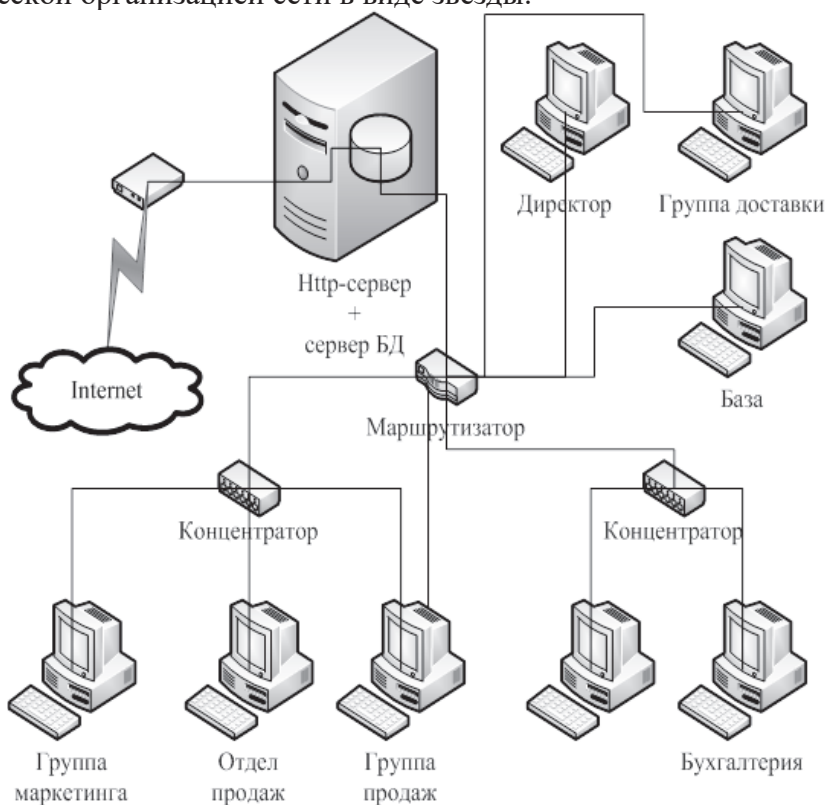 ской организацией сети в виде звезды.
Директор
Группа доставки
Http-сервер
+
сервер БД
Internet
База
Маршрутизатор
Концентратор
Концентратор
Группа
маркетинга
Отдел
продаж
Группа
продаж
Бухгалтерия